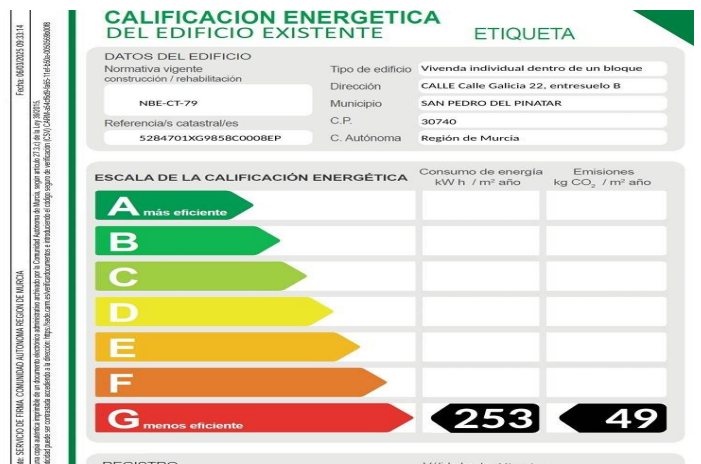 CALIFICACION ENERGETICA
DEL EDIFICIO EXISTENTE
ETIQUETA
DATOS DEL EDIFICIO
Normativa vigente
construcción / rehabilitación
NBE-CT-79
Referencia/s catastral/es
5284701XG9858C0008EP
Tipo de edificio Vivenda individual dentro de un bloque
Dirección CALLE Calle Galicia 22, entresuelo B
Municipio SAN PEDRO DEL PINATAR
C.P. 30740
C. Autónoma Región de Murcia
ESCALA DE LA CALIFICACIÓN ENERGÉTICA
Consumo de energía
kW h / m² año
Emisiones
kg CO₂ / m² año
A más eficiente
B
C
D
E
F
G menos eficiente
253
49
SERVICIO DE FIRMA. COMUNIDAD AUTONOMA REGION DE MURCIA
Fecha: 06/03/2025 09:33:14